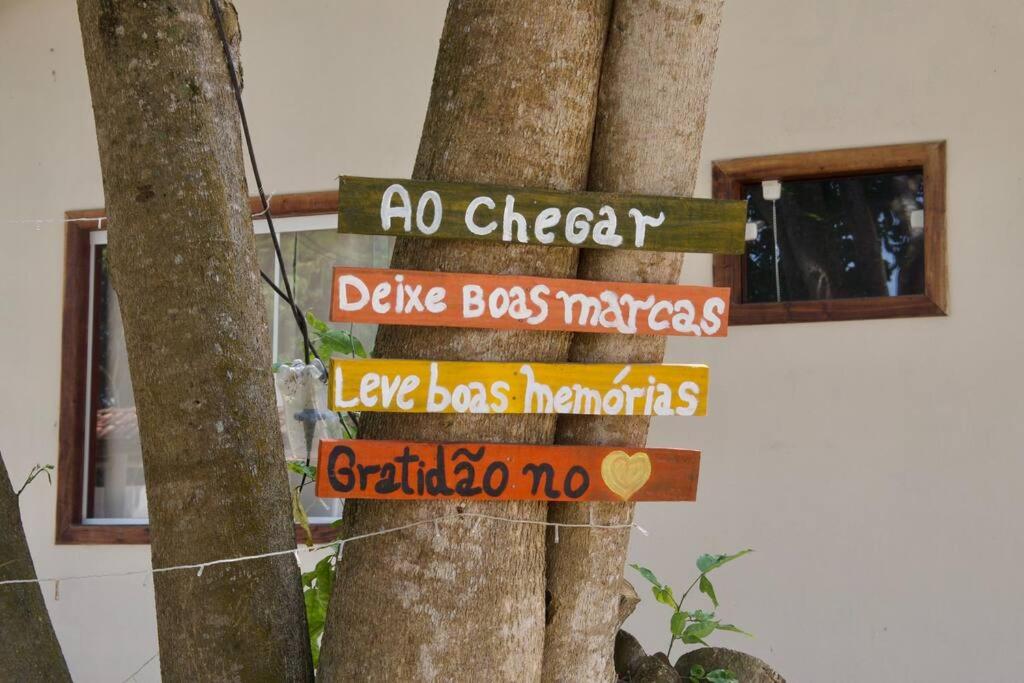 AO Chegar
Deixe BOAS marcas
Leve boas memórias
Gratidão no